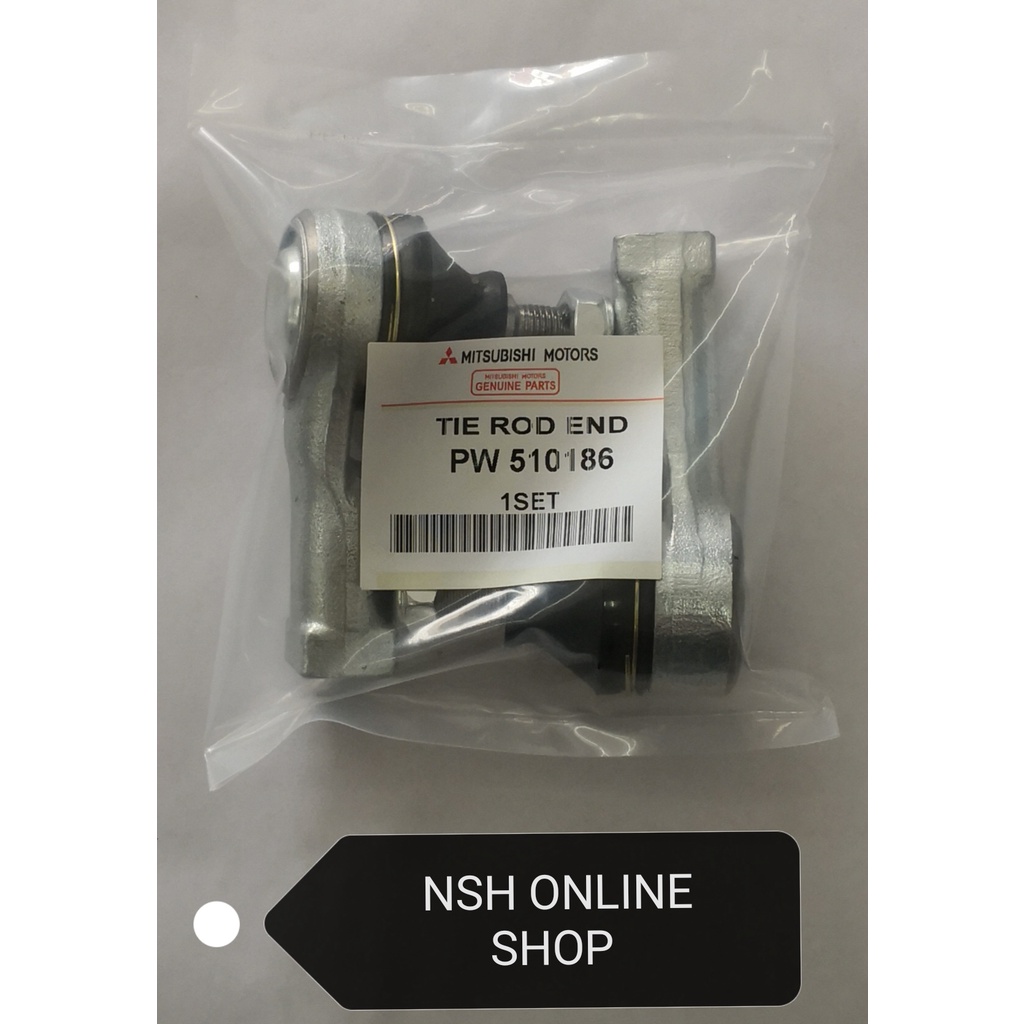 MITSUBISHI MOTORS
MITSUBISHI MOTORS
GENUINE PARTS
TIE ROD END
PW 510186
1SET
NSH ONLINE
SHOP